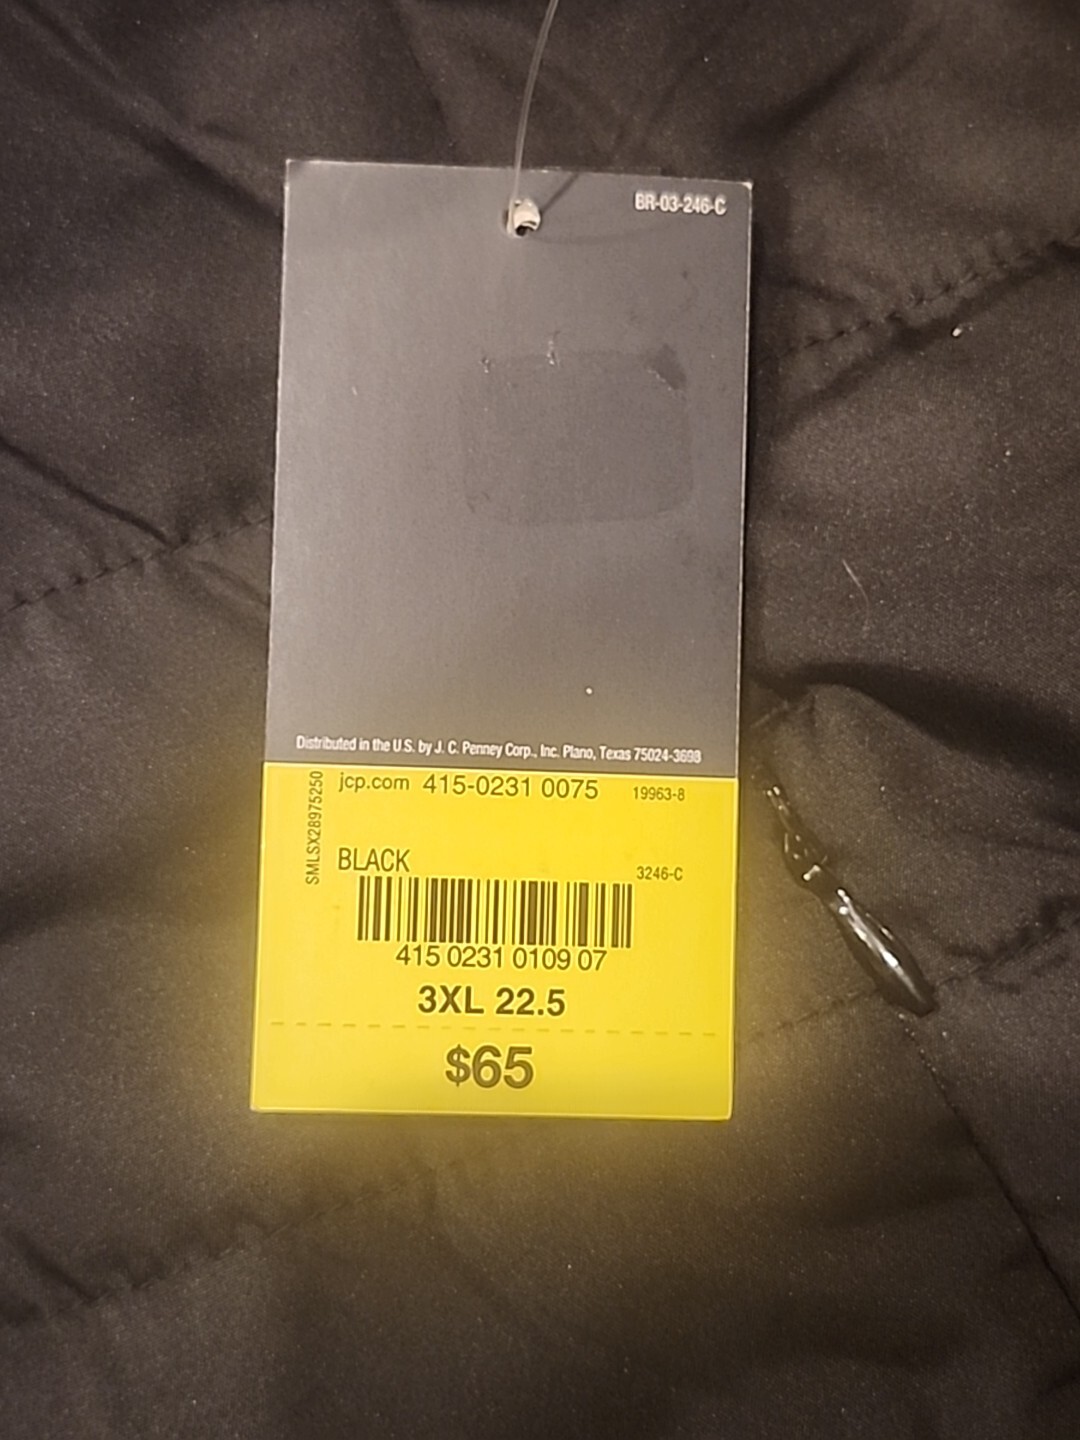 BR-03-246-C
Distributed in the U.S. by J. C. Penney Corp., Inc. Plano, Texas 75024-3698
jcp.com 415-0231 0075 19963-8
SMLSX28975250
BLACK
3246-C
415 0231 0109 07
3XL 22.5
$65